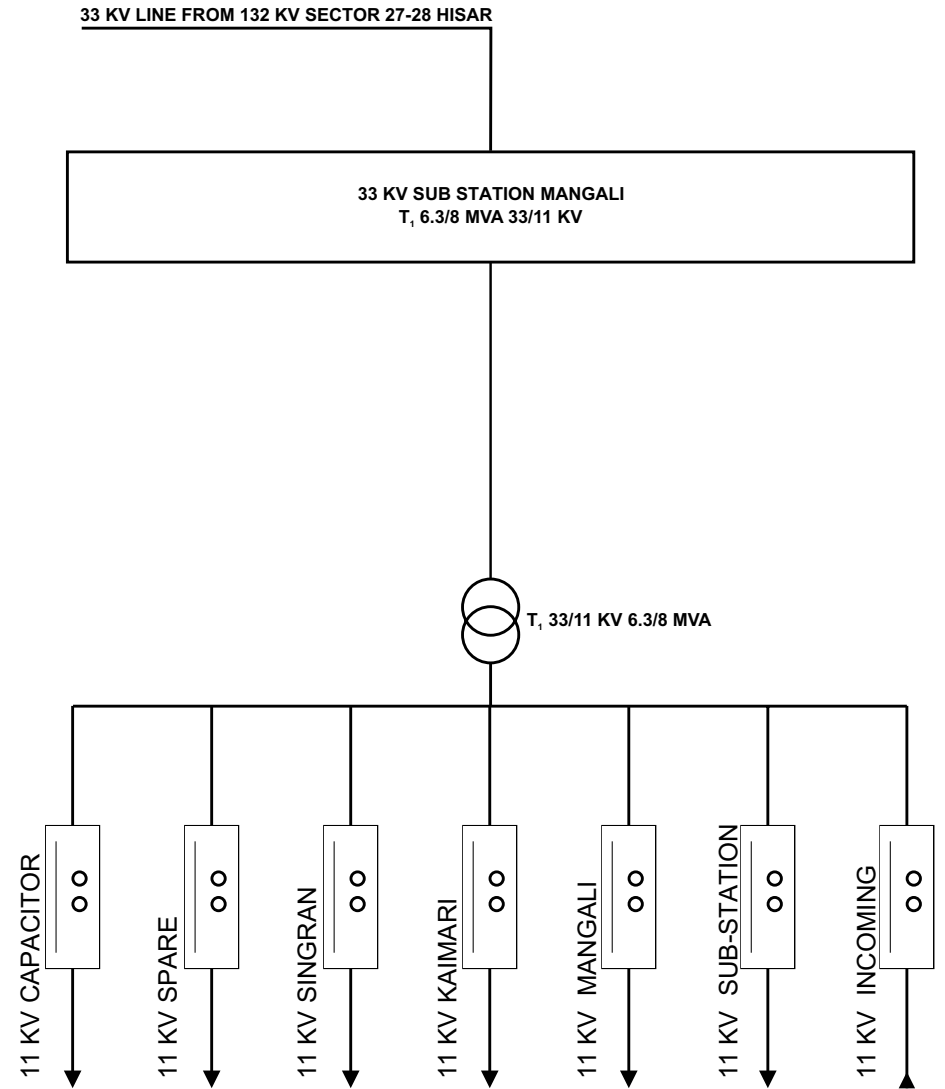 33 KV LINE FROM 132 KV SECTOR 27-28 HISAR
33 KV SUB STATION MANGALI
T₁ 6.3/8 MVA 33/11 KV
T₁ 33/11 KV 6.3/8 MVA
11 KV CAPACITOR
11 KV SPARE
11 KV SINGRAN
11 KV KAIMARI
11 KV MANGALI
11 KV SUB-STATION
11 KV INCOMING